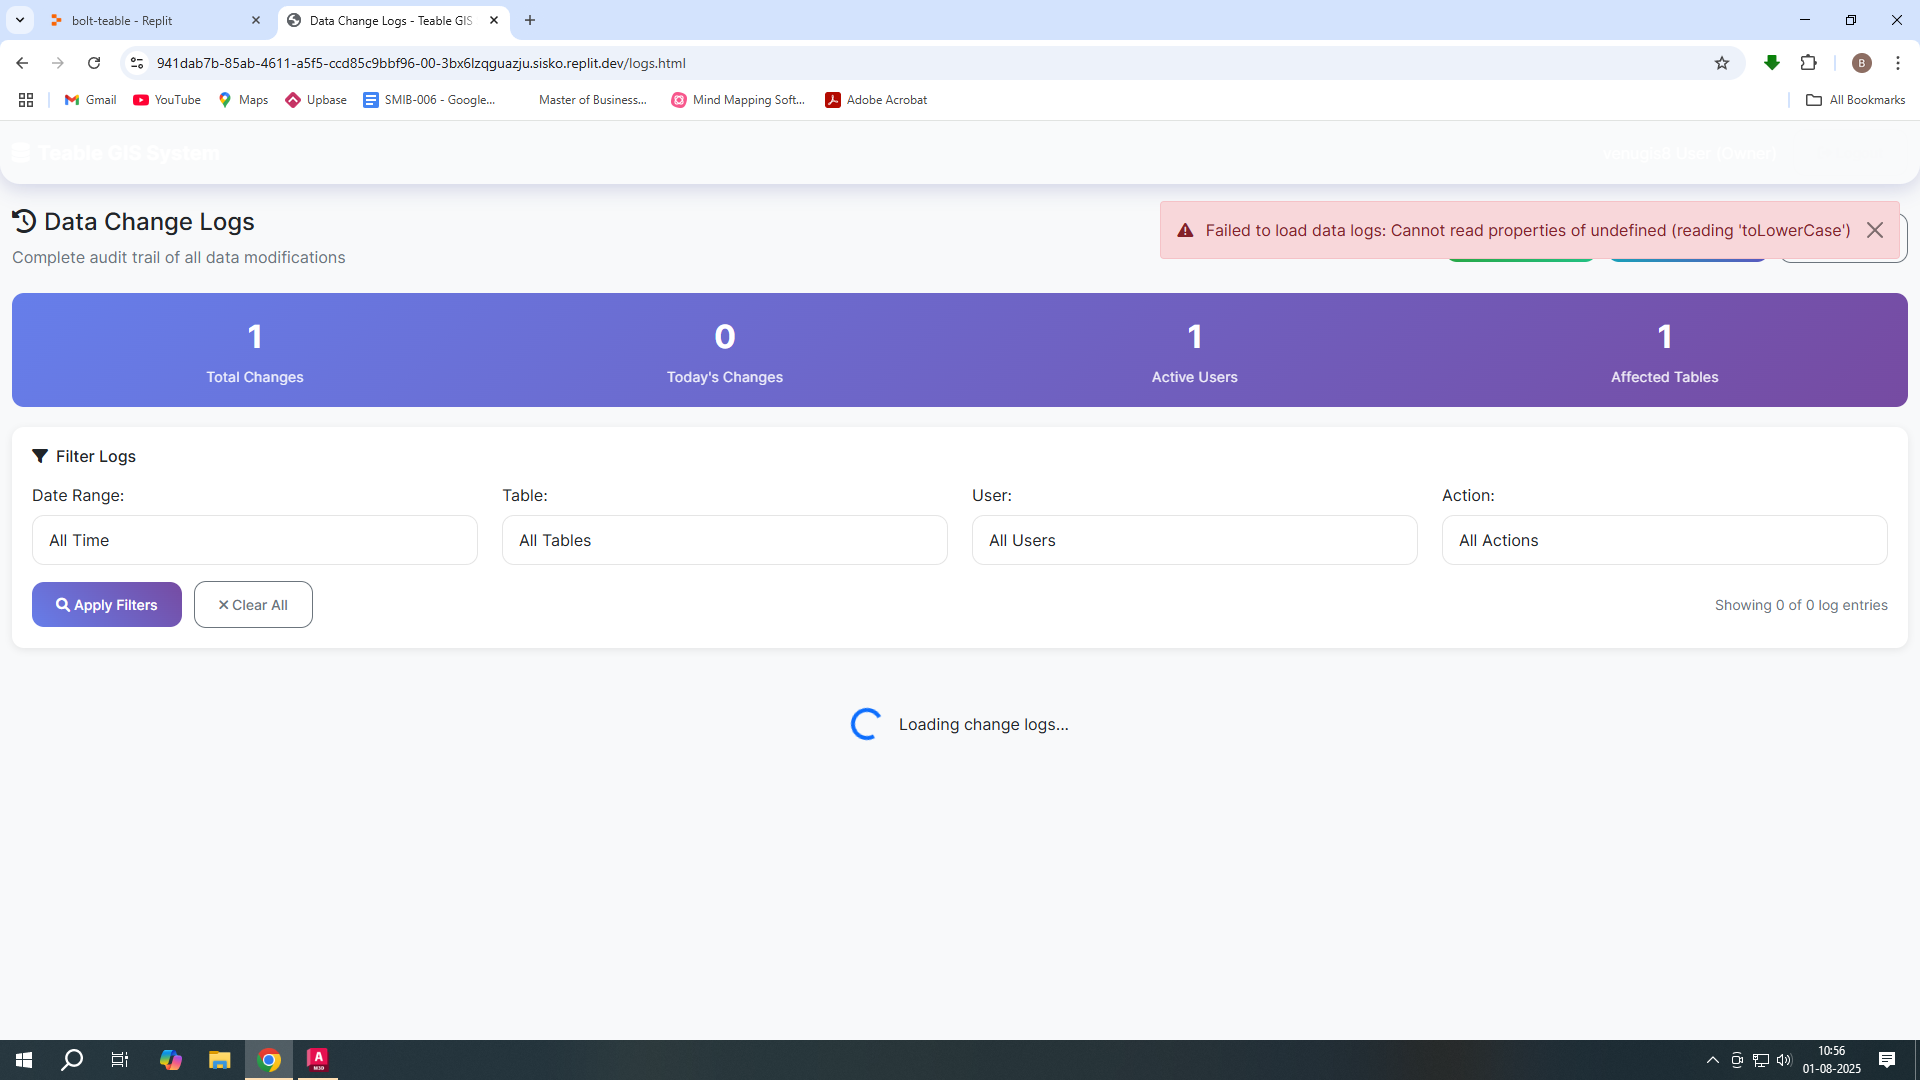 bolt-teable - Replit
Data Change Logs - Teable GIS
941dab7b-85ab-4611-a5f5-ccd85c9bbf96-00-3bx6lzqguazju.sisko.replit.dev/logs.html
B
Gmail
YouTube
Maps
Upbase
SMIB-006 - Google...
Master of Business...
Mind Mapping Soft...
Adobe Acrobat
All Bookmarks
Teable GIS System
Data Change Logs
Complete audit trail of all data modifications
Failed to load data logs: Cannot read properties of undefined (reading 'toLowerCase')
1
0
1
1
Total Changes
Today's Changes
Active Users
Affected Tables
Filter Logs
Date Range:
Table:
User:
Action:
All Time
All Tables
All Users
All Actions
Apply Filters
Clear All
Showing 0 of 0 log entries
Loading change logs...
10:56
01-08-2025